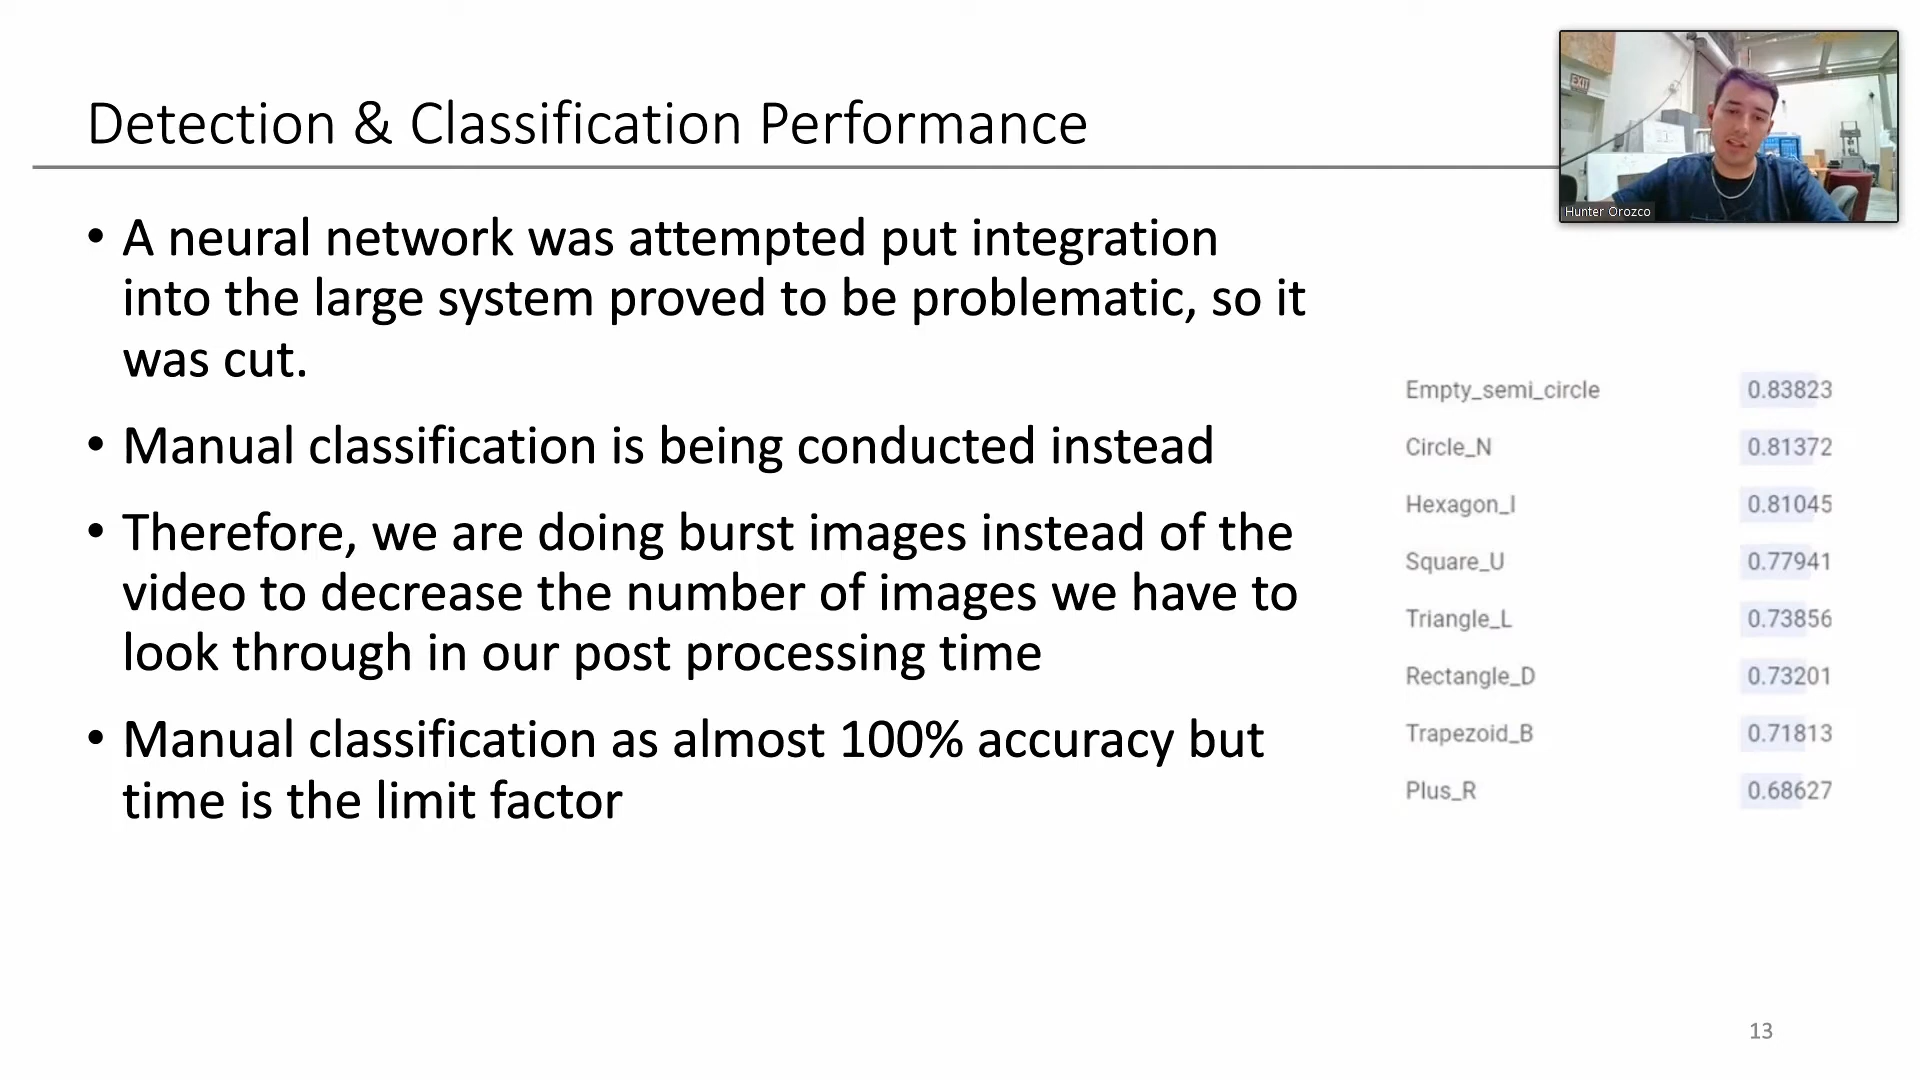 Detection & Classification Performance
EXIT
Hunter Orozco
• A neural network was attempted put integration
into the large system proved to be problematic, so it
was cut.
• Manual classification is being conducted instead
• Therefore, we are doing burst images instead of the
video to decrease the number of images we have to
look through in our post processing time
• Manual classification as almost 100% accuracy but
time is the limit factor
Empty_semi_circle 0.83823
Circle_N 0.81372
Hexagon_I 0.81045
Square_U 0.77941
Triangle_L 0.73856
Rectangle_D 0.73201
Trapezoid_B 0.71813
Plus_R 0.68627
13